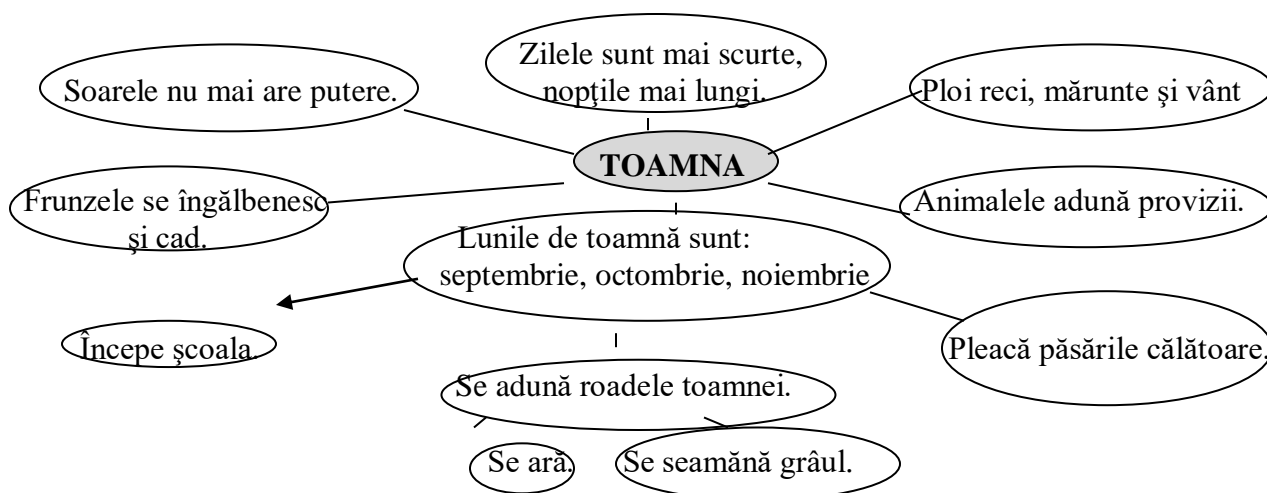 Zilele sunt mai scurte,
nopţile mai lungi.
Soarele nu mai are putere.
Ploi reci, mărunte şi vânt
TOAMNA
Frunzele se îngălbenesc
şi cad.
Animalele adună provizii.
Lunile de toamnă sunt:
septembrie, octombrie, noiembrie
Începe şcoala.
Pleacă păsările călătoare.
Se adună roadele toamnei.
Se ară.
Se seamănă grâul.